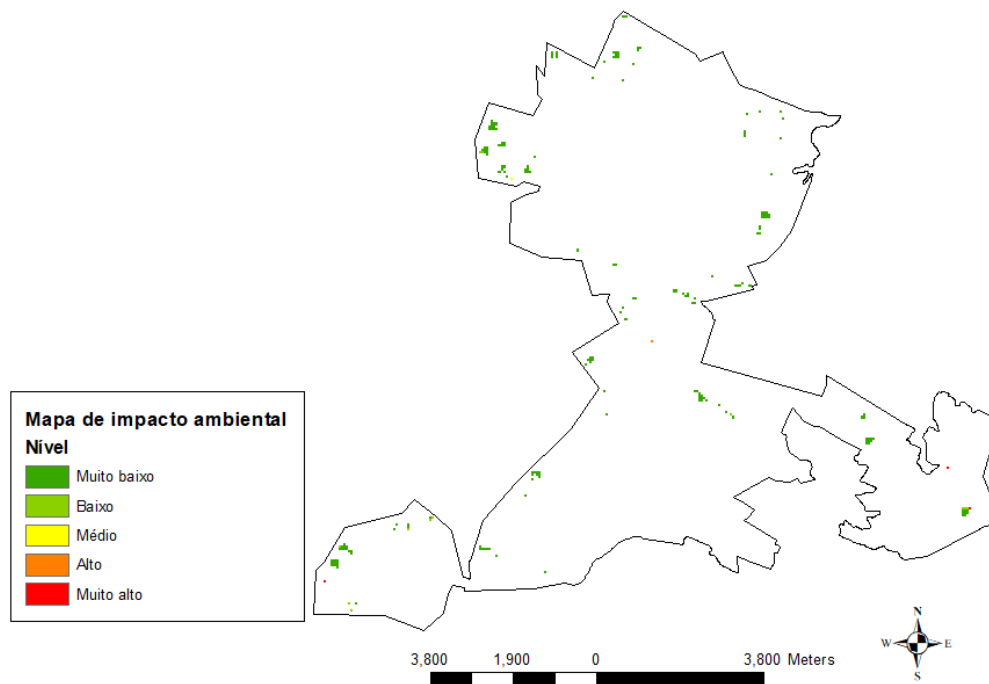 Mapa de impacto ambiental
Nível
Muito baixo
Baixo
Médio
Alto
Muito alto
N
W E
S
3,800 1,900 0 3,800 Meters